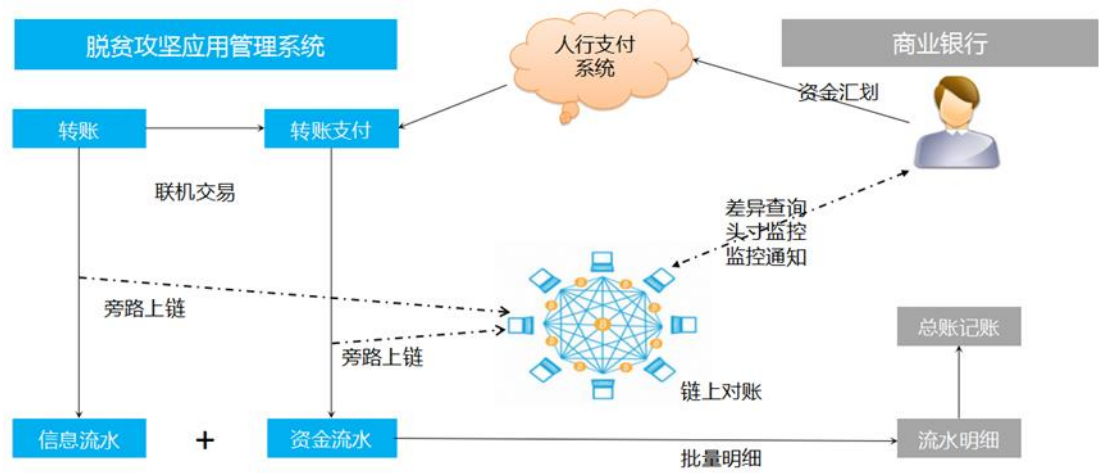 脱贫攻坚应用管理系统
人行支付
系统
商业银行
资金汇划
转账
转账支付
联机交易
差异查询
头寸监控
监控通知
旁路上链
旁路上链
总账记账
链上对账
信息流水
+
资金流水
流水明细
批量明细